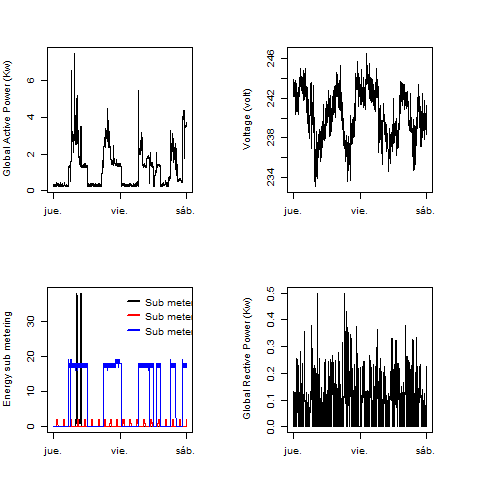 Global Active Power (Kw)
0 2 4 6
jue. vie. sáb.
Voltage (volt)
234 238 242 246
jue. vie. sáb.
Energy sub metering
0 10 20 30
Sub meter
Sub meter
Sub meter
jue. vie. sáb.
Global Rective Power (Kw)
0.0 0.1 0.2 0.3 0.4 0.5
jue. vie. sáb.